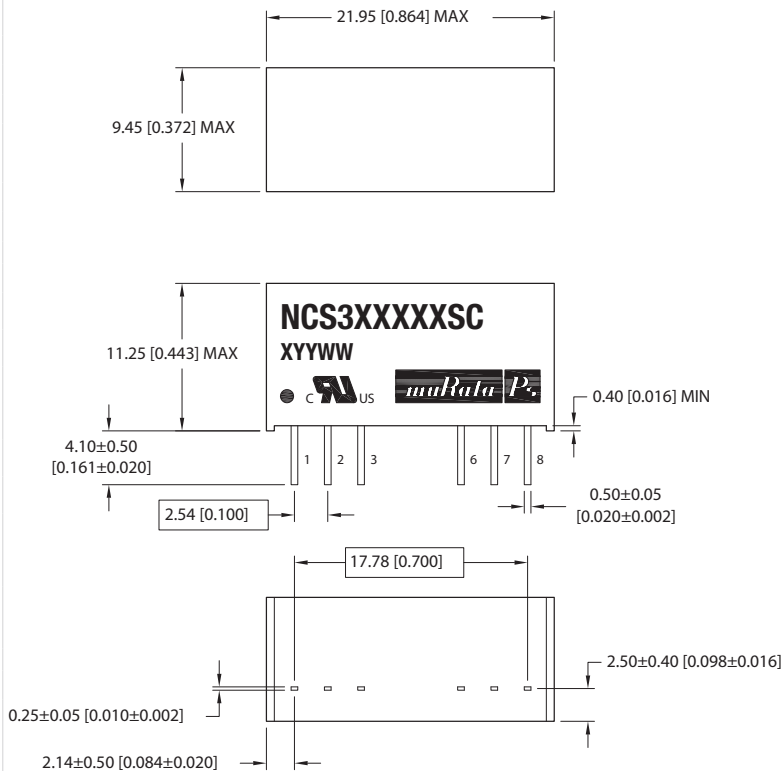 21.95 [0.864] MAX
9.45 [0.372] MAX
NCS3XXXXXSC
XYYWW
C US
muRata Ps
11.25 [0.443] MAX
0.40 [0.016] MIN
4.10±0.50
[0.161±0.020]
1 2 3 6 7 8
2.54 [0.100]
0.50±0.05
[0.020±0.002]
17.78 [0.700]
2.50±0.40 [0.098±0.016]
0.25±0.05 [0.010±0.002]
2.14±0.50 [0.084±0.020]